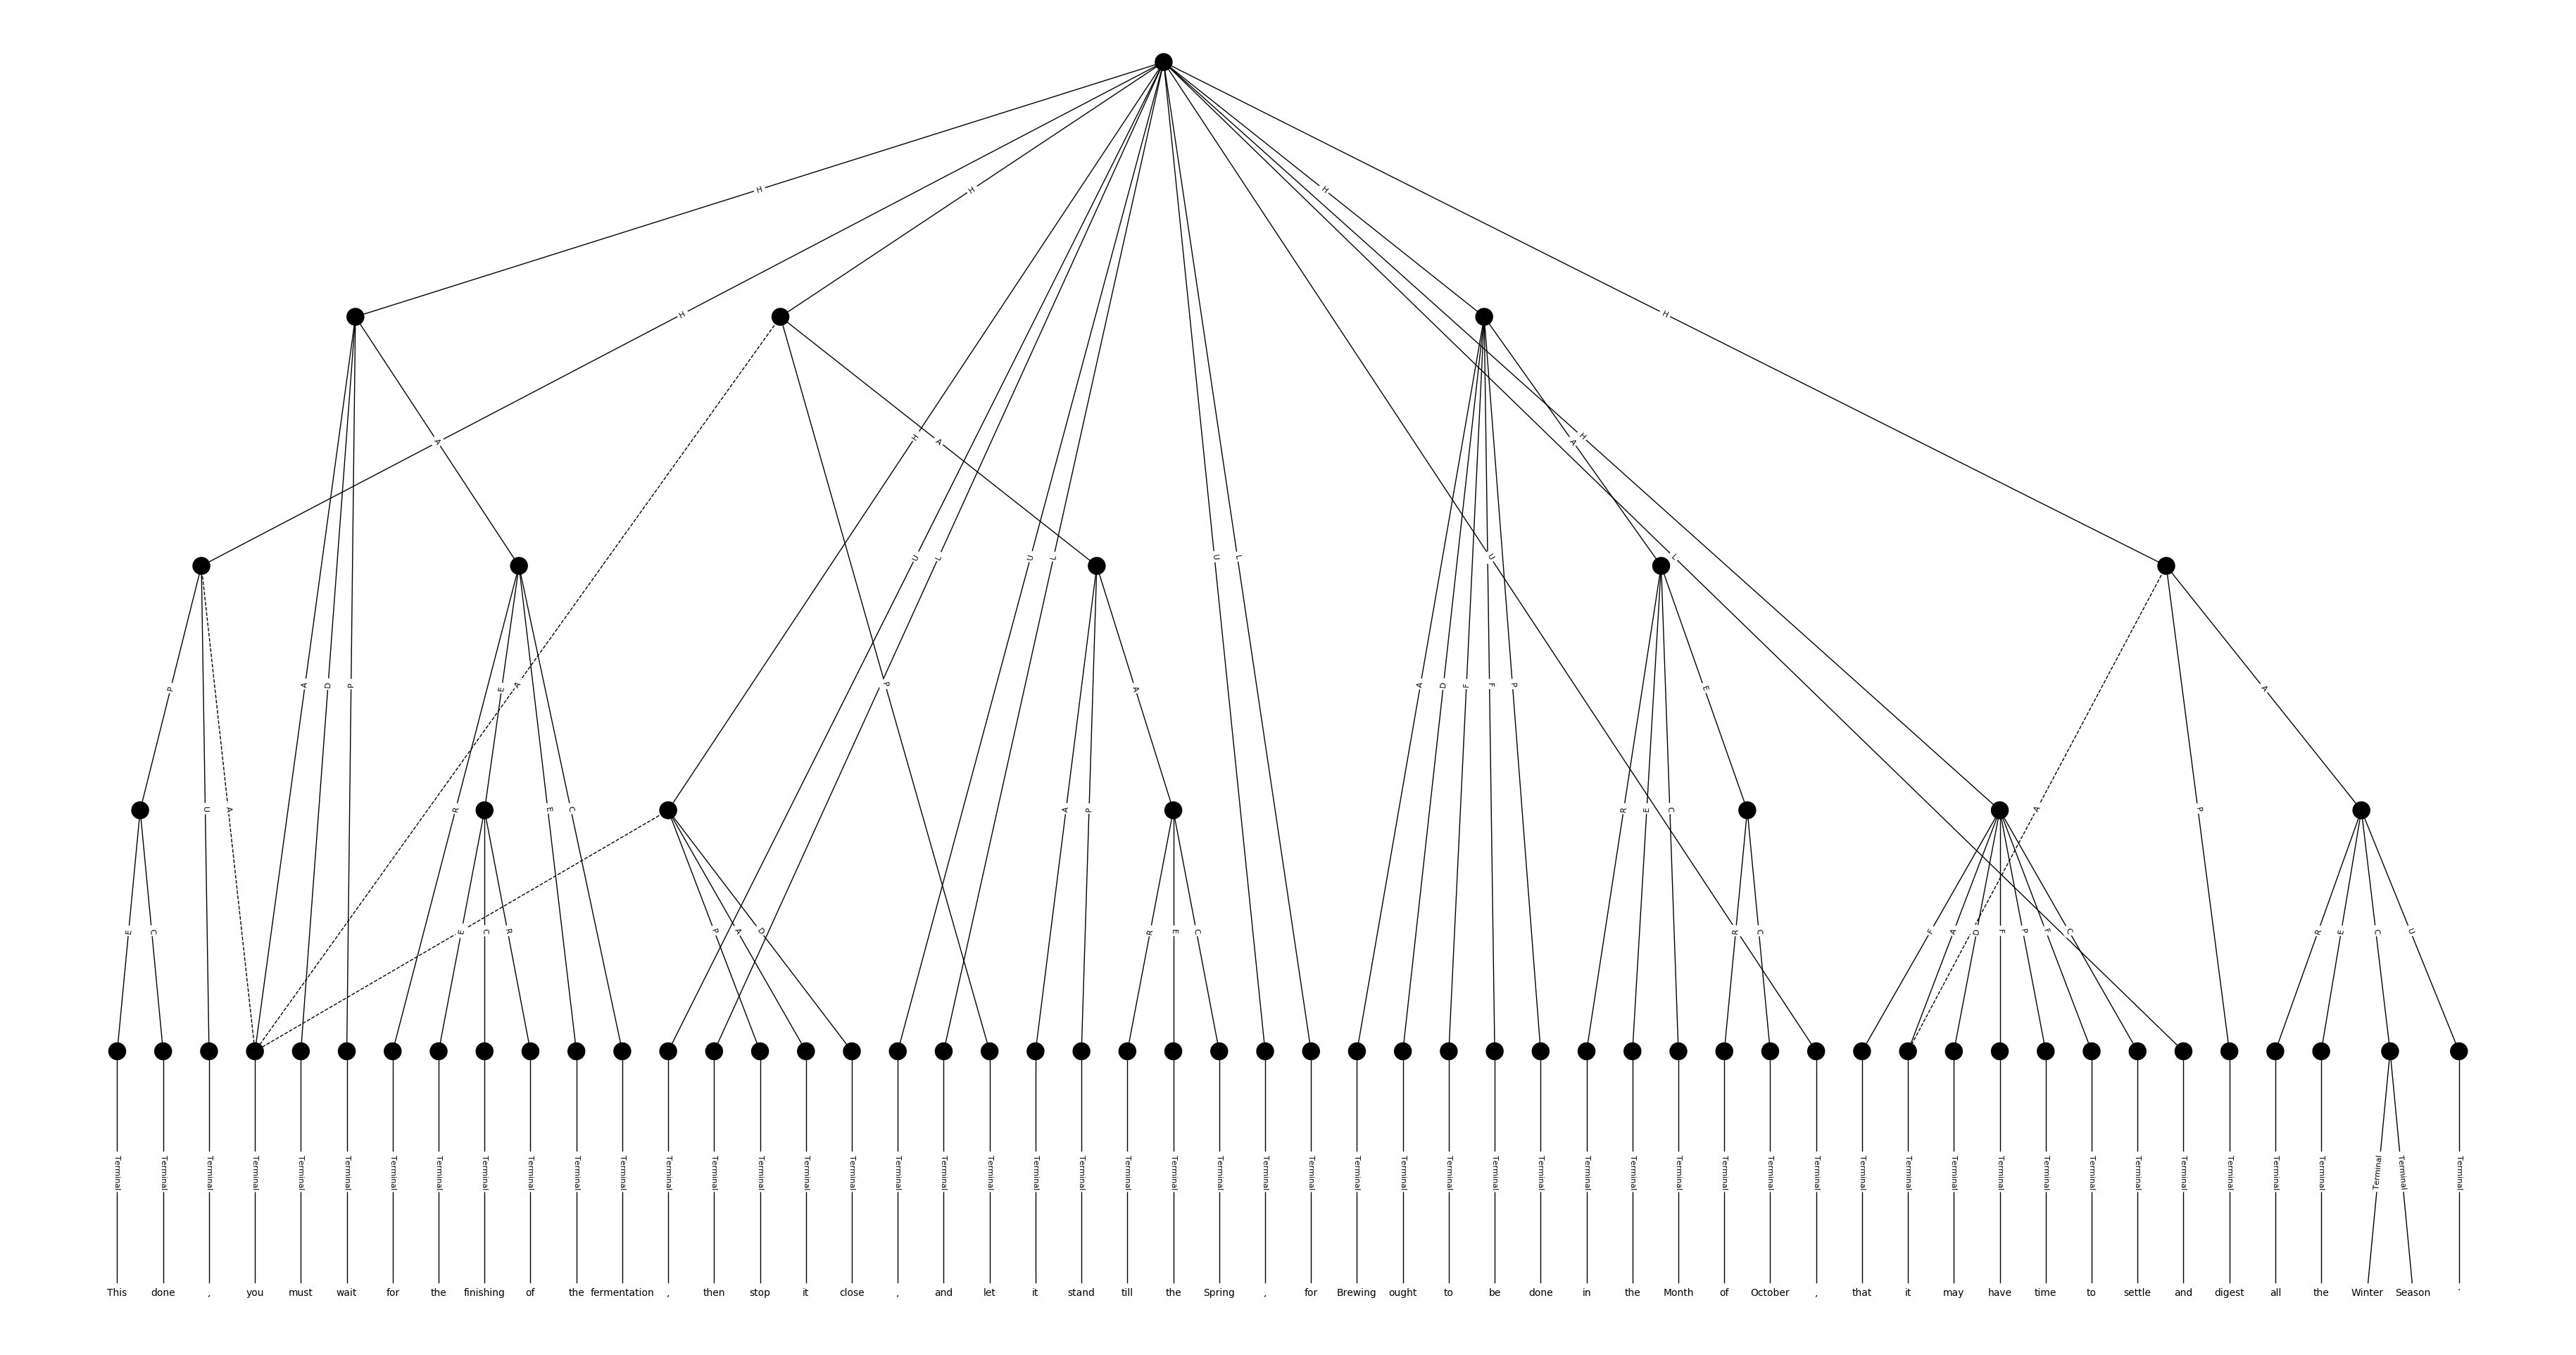 H
H H H
H
H A A H A
U L U L U L U L
P A D P E A P A A D F F P E A
U A R E C A P R E C A P
E C E C R P A D R E C R C F A D F P F C R E C U
Terminal Terminal Terminal Terminal Terminal Terminal Terminal Terminal Terminal Terminal Terminal Terminal Terminal Terminal Terminal Terminal Terminal Terminal Terminal Terminal Terminal Terminal Terminal Terminal Terminal Terminal Terminal Terminal Terminal Terminal Terminal Terminal Terminal Terminal Terminal Terminal Terminal Terminal Terminal Terminal Terminal Terminal Terminal Terminal Terminal Terminal Terminal Terminal Terminal Terminal Terminal Terminal
This done , you must wait for the finishing of the fermentation , then stop it close , and let it stand till the Spring , for Brewing ought to be done in the Month of October , that it may have time to settle and digest all the Winter Season .